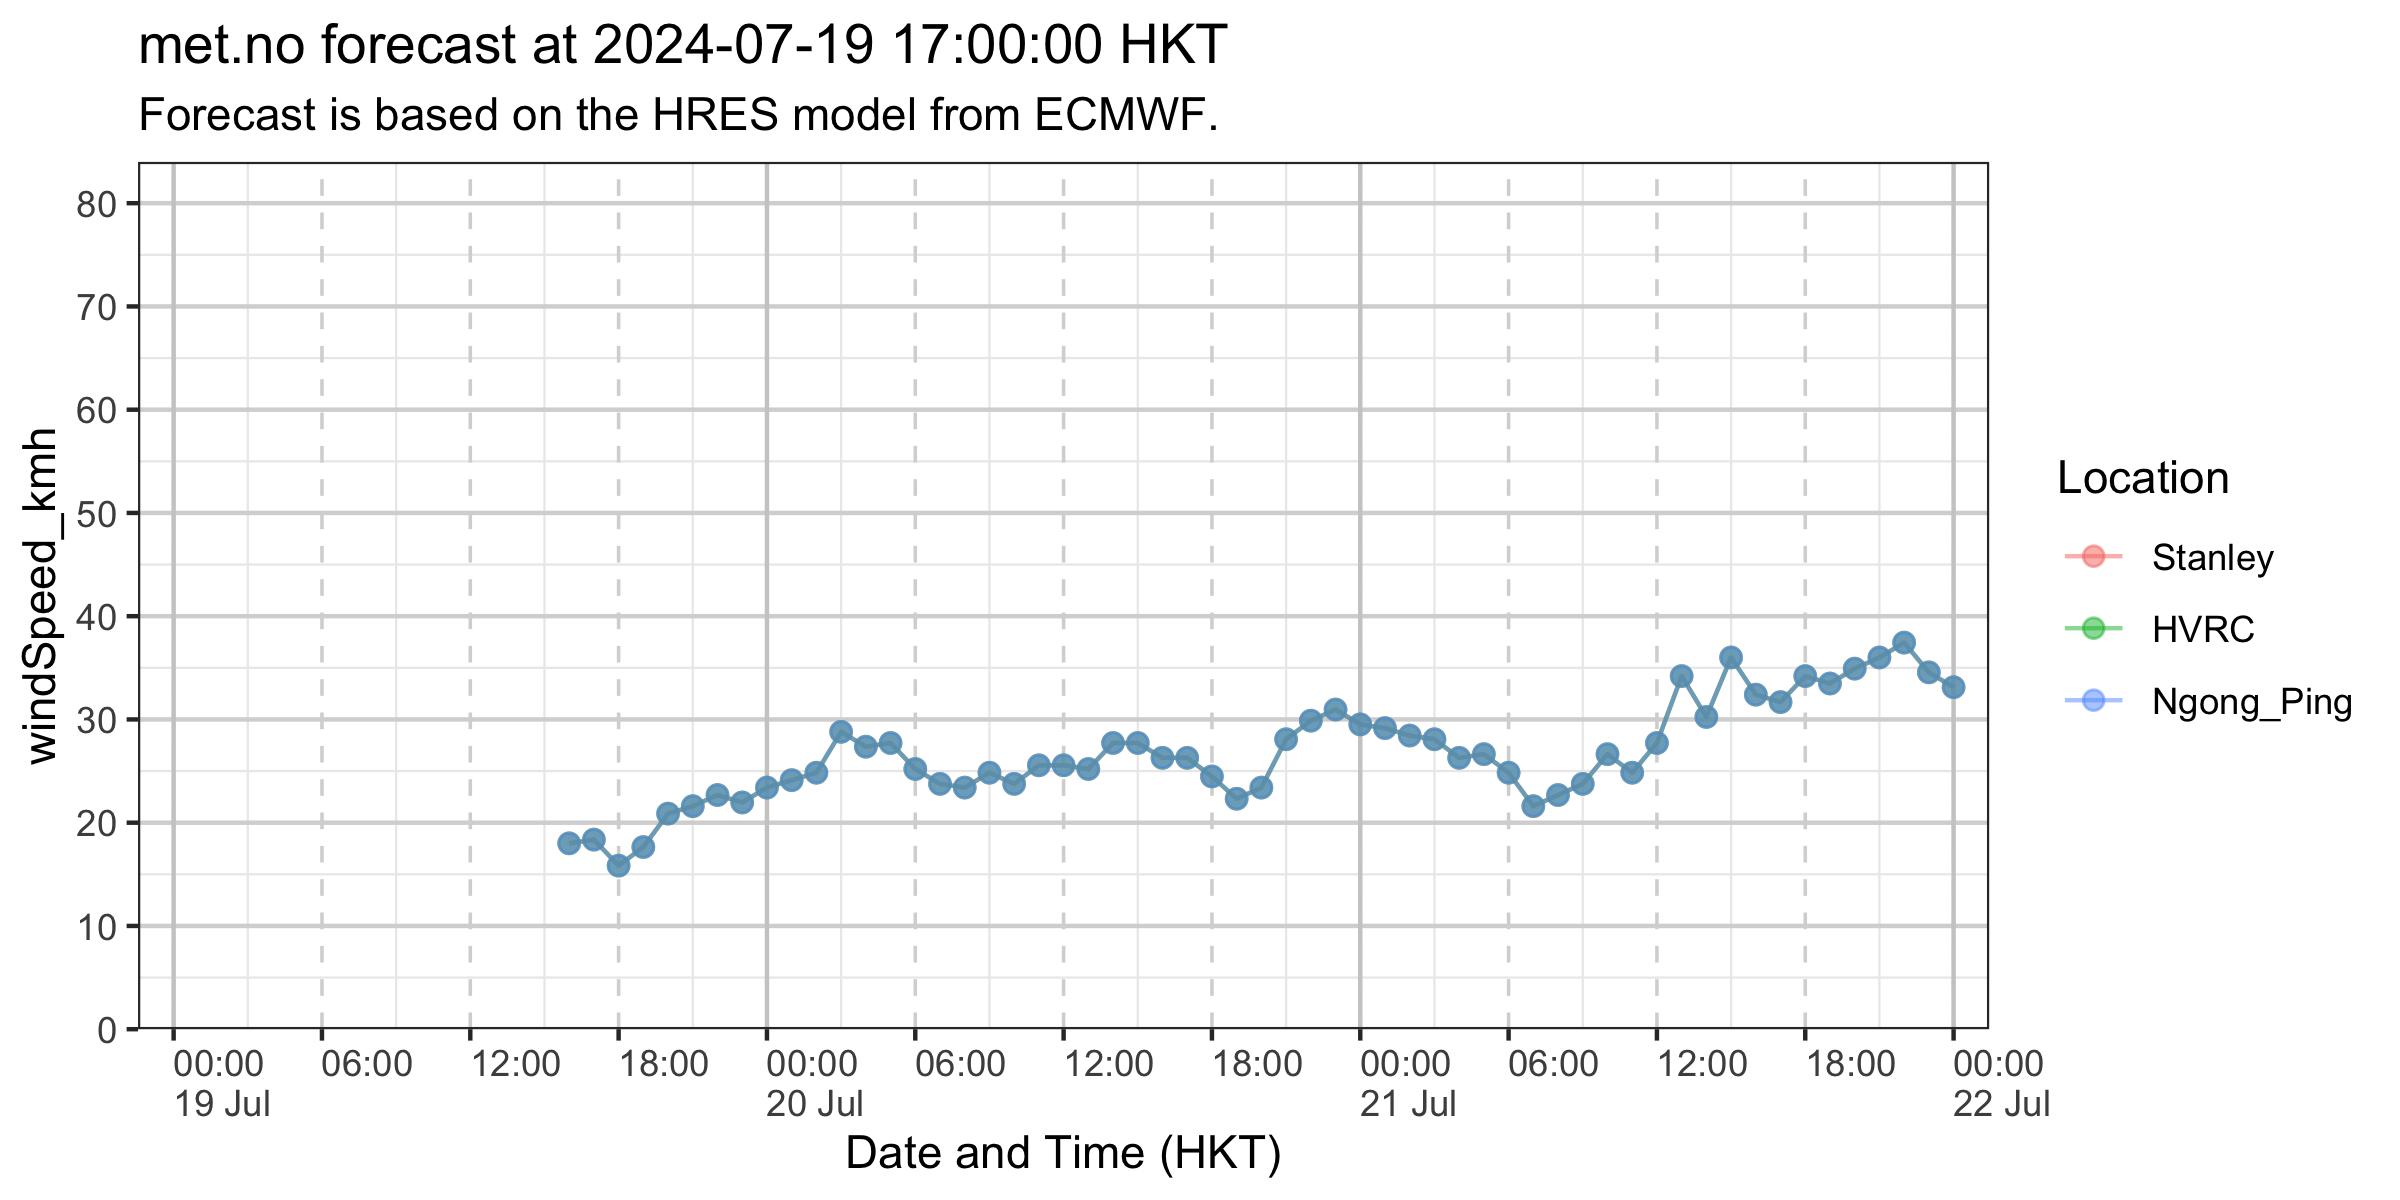 met.no forecast at 2024-07-19 17:00:00 HKT
Forecast is based on the HRES model from ECMWF.
windSpeed_kmh
80
70
60
50
40
30
20
10
0
00:00 06:00 12:00 18:00 00:00 06:00 12:00 18:00 00:00 06:00 12:00 18:00 00:00
19 Jul 20 Jul 21 Jul 22 Jul
Date and Time (HKT)
Location
Stanley
HVRC
Ngong_Ping